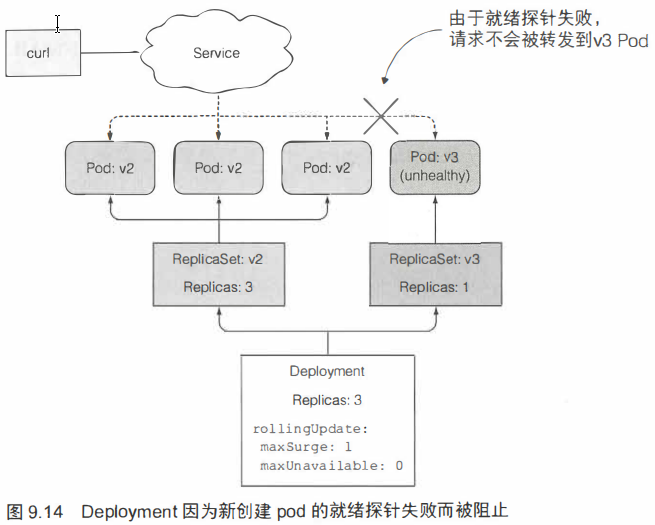 由于就绪探针失败，
请求不会被转发到v3 Pod
curl
Service
Pod: v2
Pod: v2
Pod: v2
Pod: v3
(unhealthy)
ReplicaSet: v2
Replicas: 3
ReplicaSet: v3
Replicas: 1
Deployment
Replicas: 3
rollingUpdate:
maxSurge: 1
maxUnavailable: 0
图 9.14 Deployment 因为新创建 pod 的就绪探针失败而被阻止